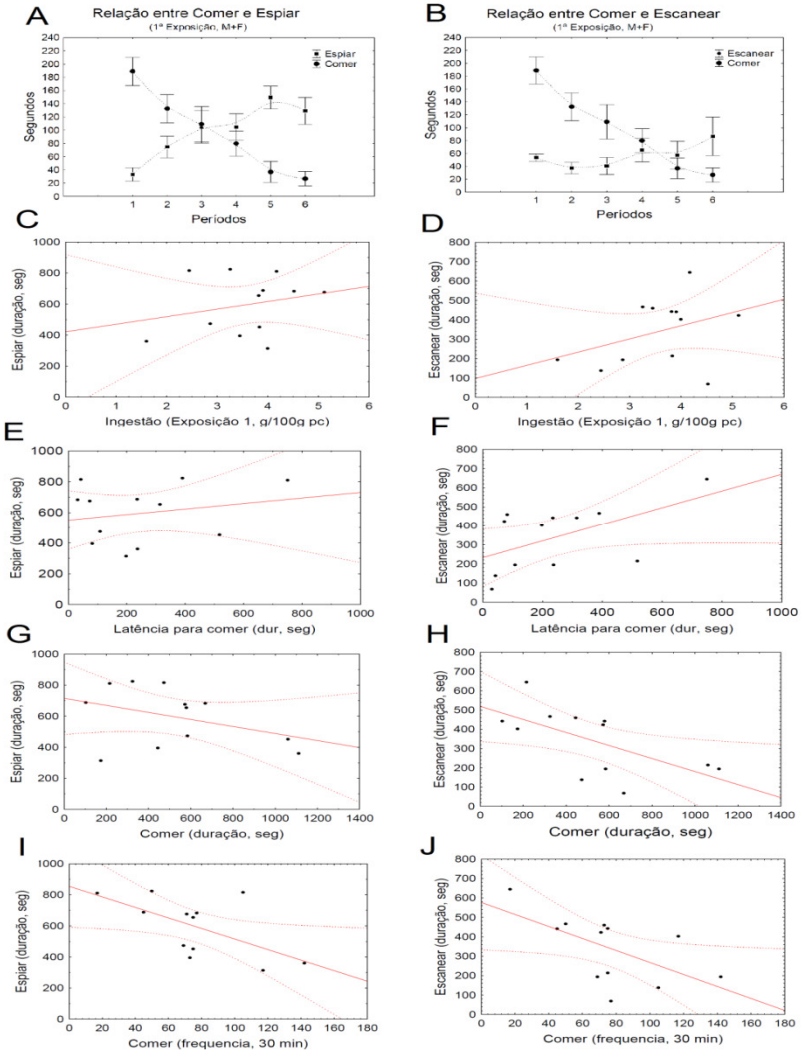 A
Relação entre Comer e Espiar
(1ª Exposição, M+F)
Segundos
240
220
200
180
160
140
120
100
80
60
40
20
0
Espiar
Comer
1 2 3 4 5 6
Períodos
B
Relação entre Comer e Escanear
(1ª Exposição, M+F)
Segundos
240
220
200
180
160
140
120
100
80
60
40
20
0
Escanear
Comer
1 2 3 4 5 6
Períodos
C
Espiar (duração, seg)
1000
800
600
400
200
0
0 1 2 3 4 5 6
Ingestão (Exposição 1, g/100g pc)
D
Escanear (duração, seg)
800
700
600
500
400
300
200
100
0
0 1 2 3 4 5 6
Ingestão (Exposição 1, g/100g pc)
E
Espiar (duração, seg)
1000
800
600
400
200
0
0 200 400 600 800 1000
Latência para comer (dur, seg)
F
Escanear (duração, seg)
800
700
600
500
400
300
200
100
0
0 200 400 600 800 1000
Latência para comer (dur, seg)
G
Espiar (duração, seg)
1000
800
600
400
200
0
0 200 400 600 800 1000 1200 1400
Comer (duração, seg)
H
Escanear (duração, seg)
800
700
600
500
400
300
200
100
0
0 200 400 600 800 1000 1200 1400
Comer (duração, seg)
I
Espiar (duração, seg)
1000
800
600
400
200
0
0 20 40 60 80 100 120 140 160 180
Comer (frequencia, 30 min)
J
Escanear (duração, seg)
800
700
600
500
400
300
200
100
0
0 20 40 60 80 100 120 140 160 180
Comer (frequencia, 30 min)